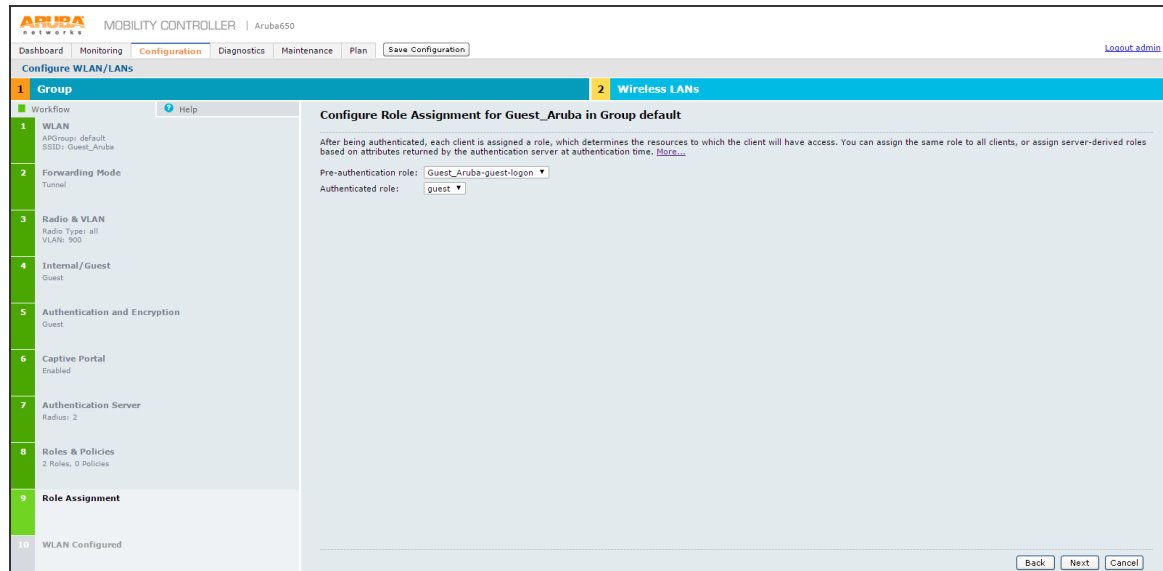 ARUBA
networks
MOBILITY CONTROLLER | Aruba650
Dashboard Monitoring Configuration Diagnostics Maintenance Plan Save Configuration
Logout admin
Configure WLAN/LANs
1 Group
2 Wireless LANs
Workflow
? Help
1 WLAN
APGroup: default
SSID: Guest_Aruba
2 Forwarding Mode
Tunnel
3 Radio & VLAN
Radio Type: all
VLAN: 900
4 Internal/Guest
Guest
5 Authentication and Encryption
Guest
6 Captive Portal
Enabled
7 Authentication Server
Radius: 2
8 Roles & Policies
2 Roles, 0 Policies
9 Role Assignment
10 WLAN Configured
Configure Role Assignment for Guest_Aruba in Group default
After being authenticated, each client is assigned a role, which determines the resources to which the client will have access. You can assign the same role to all clients, or assign server-derived roles
based on attributes returned by the authentication server at authentication time. More...
Pre-authentication role: Guest_Aruba-guest-logon
Authenticated role: guest
Back Next Cancel